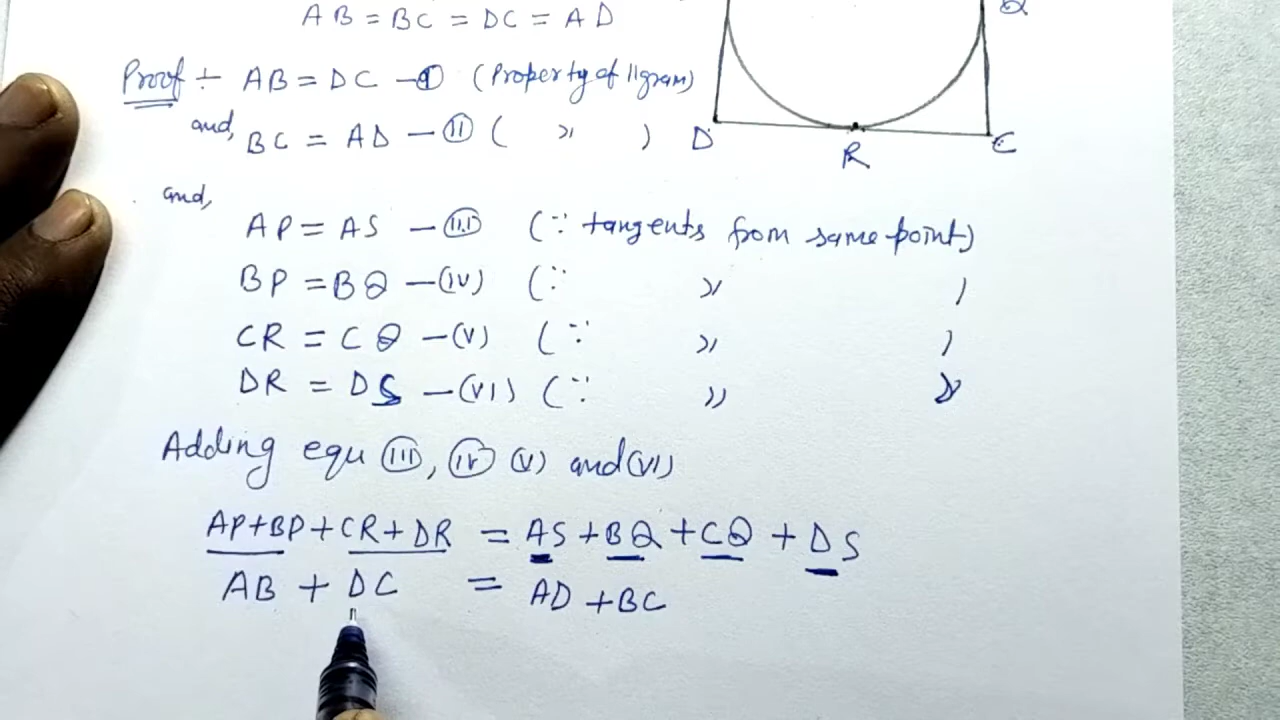 AB = BC = DC = AD
Q
Proof ÷ AB = DC — (I) (Property of ||gram)
and, BC = AD — (II) ( 〃 )
D R C
and,
AP = AS — (III) (∵ tangents from same point)
BP = BQ — (IV) (∵ 〃 )
CR = CQ — (V) (∵ 〃 )
DR = DS — (VI) (∵ 〃 )
Adding equ (III), (IV) (V) and (VI)
AP + BP + CR + DR = AS + BQ + CQ + DS
AB + DC = AD + BC